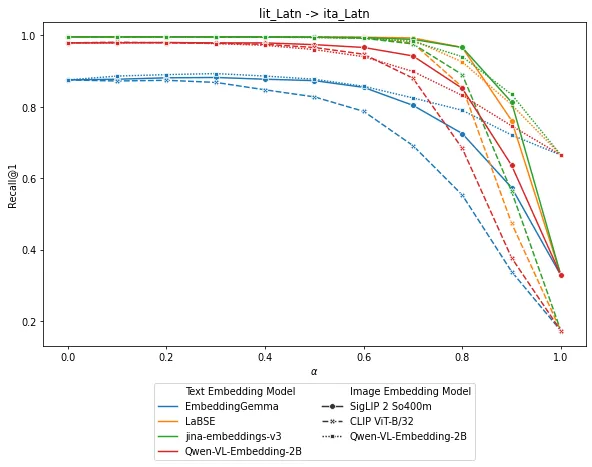 lit_Latn -> ita_Latn
1.0
0.8
0.6
0.4
0.2
Recall@1
0.0 0.2 0.4 0.6 0.8 1.0
α
Text Embedding Model Image Embedding Model
EmbeddingGemma SigLIP 2 So400m
LaBSE CLIP ViT-B/32
jina-embeddings-v3 Qwen-VL-Embedding-2B
Qwen-VL-Embedding-2B